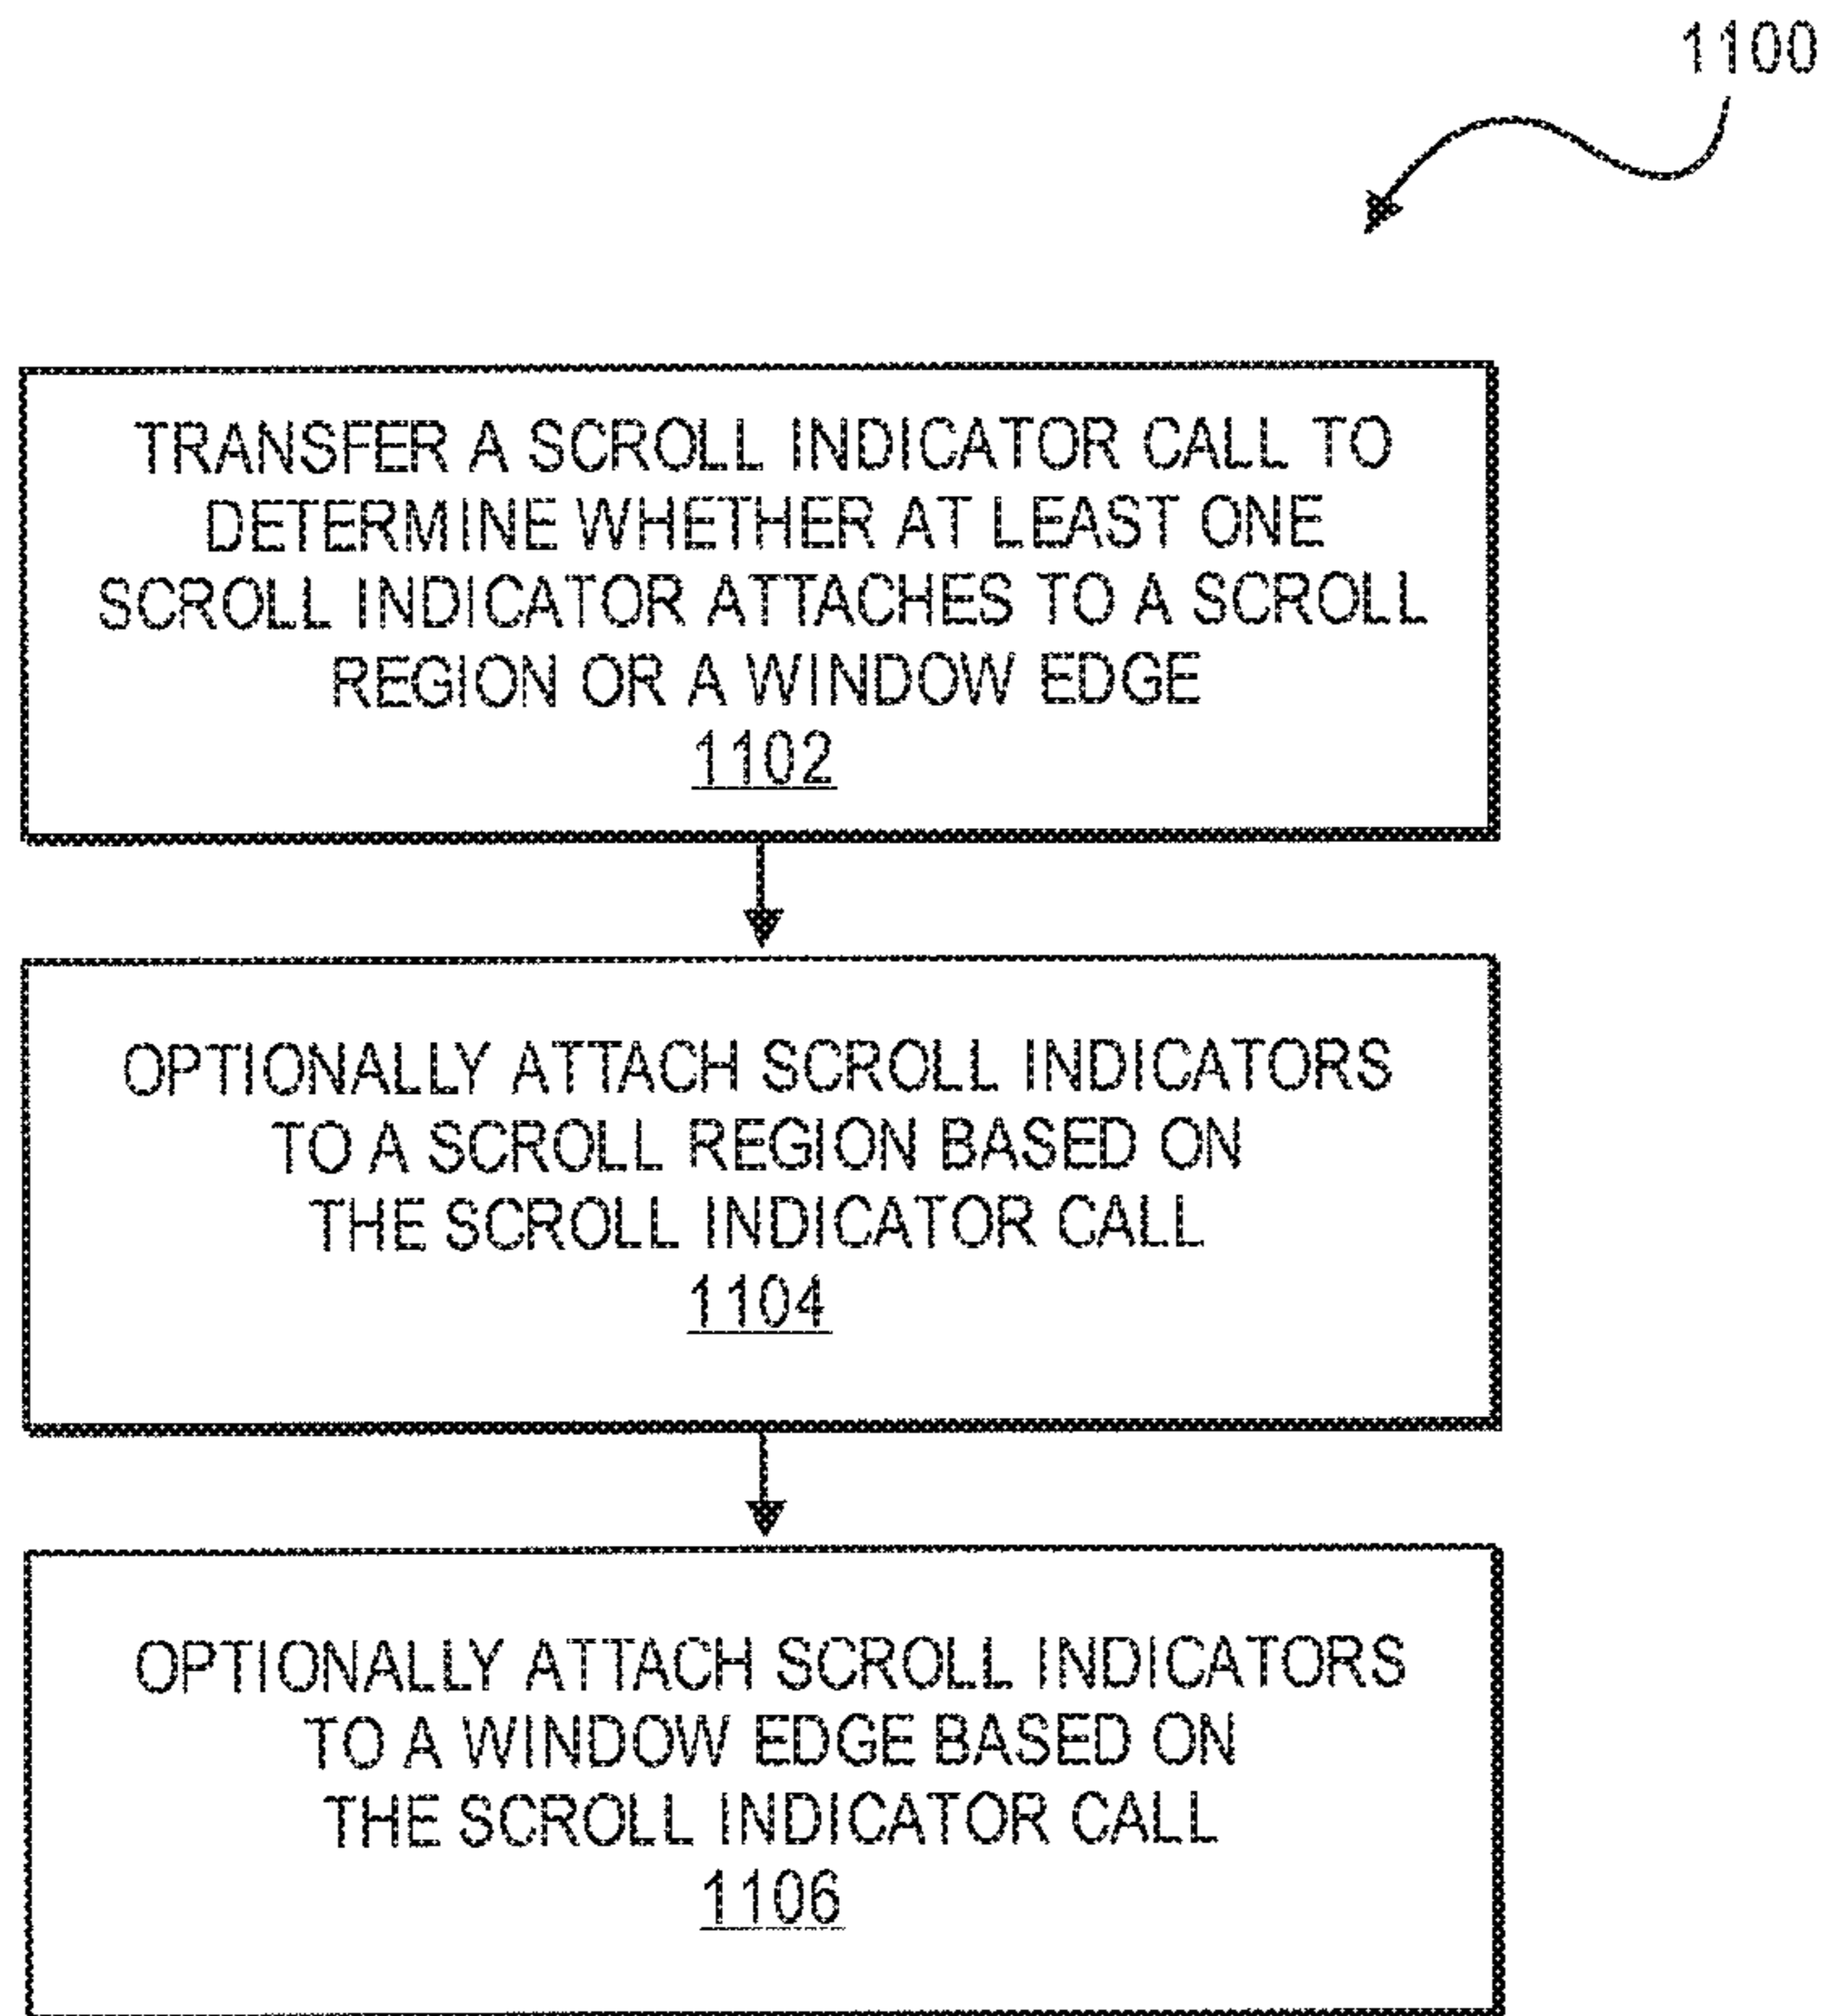 1100
TRANSFER A SCROLL INDICATOR CALL TO
DETERMINE WHETHER AT LEAST ONE
SCROLL INDICATOR ATTACHES TO A SCROLL
REGION OR A WINDOW EDGE
1102
OPTIONALLY ATTACH SCROLL INDICATORS
TO A SCROLL REGION BASED ON
THE SCROLL INDICATOR CALL
1104
OPTIONALLY ATTACH SCROLL INDICATORS
TO A WINDOW EDGE BASED ON
THE SCROLL INDICATOR CALL
1106